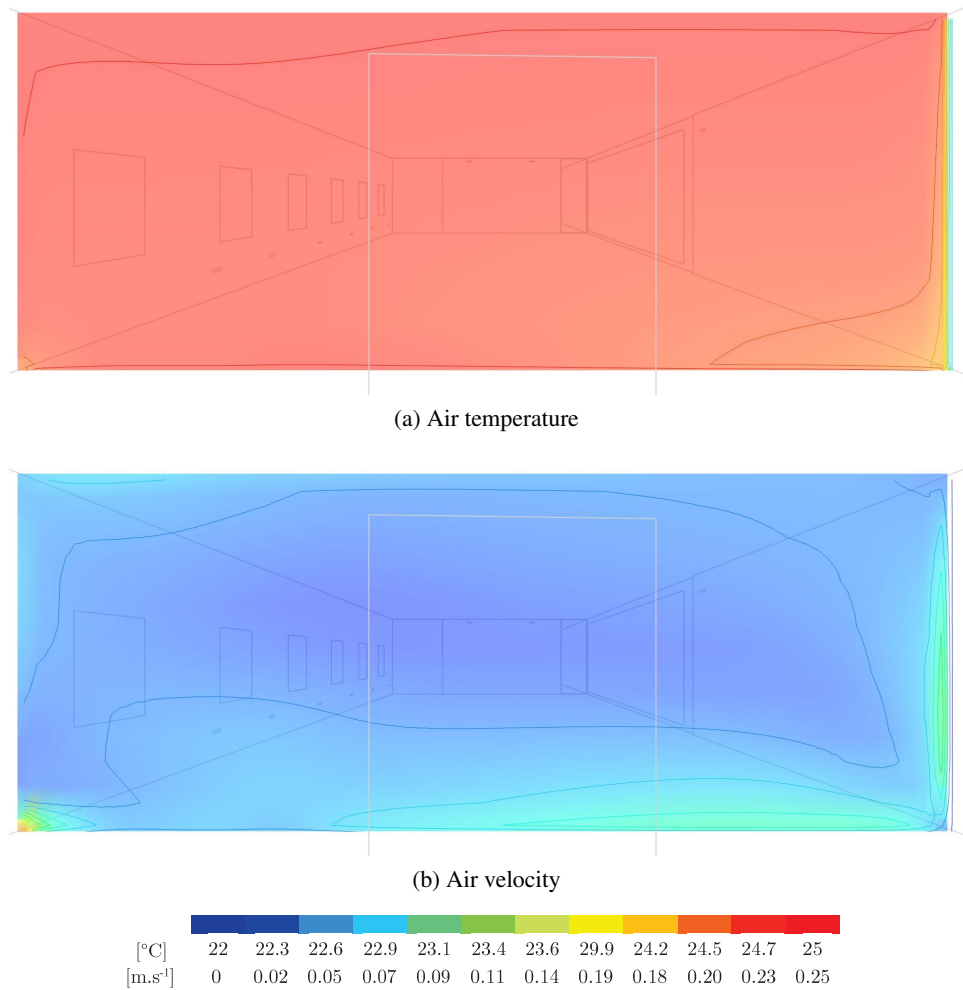 (a) Air temperature
(b) Air velocity
[°C] 22 22.3 22.6 22.9 23.1 23.4 23.6 29.9 24.2 24.5 24.7 25
[m.s⁻¹] 0 0.02 0.05 0.07 0.09 0.11 0.14 0.19 0.18 0.20 0.23 0.25